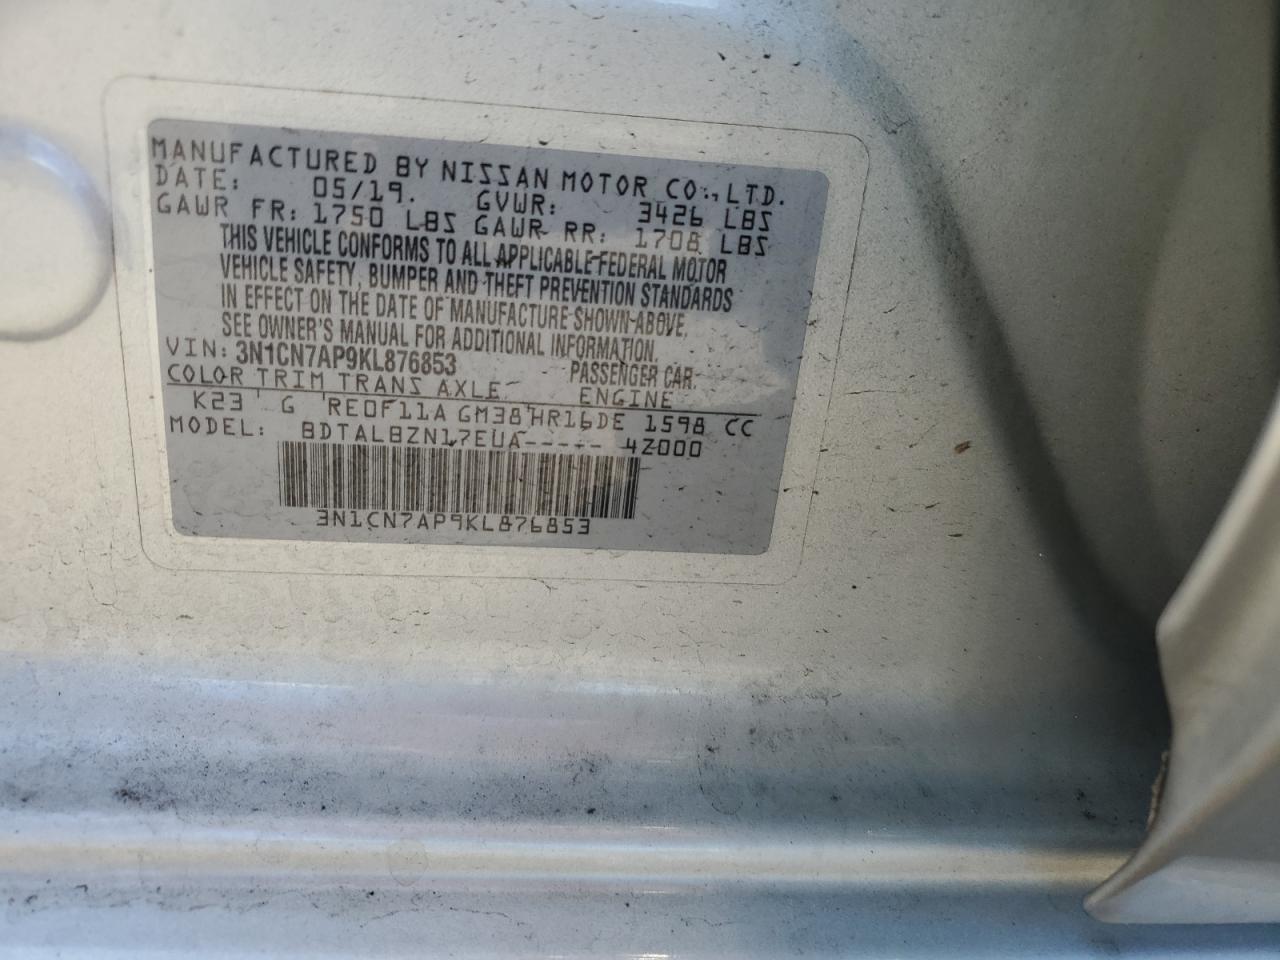 MANUFACTURED BY NISSAN MOTOR CO., LTD.
DATE: 05/19. GVWR: 3426 LBS
GAWR FR: 1750 LBS GAWR RR: 1708 LBS
THIS VEHICLE CONFORMS TO ALL APPLICABLE FEDERAL MOTOR
VEHICLE SAFETY, BUMPER AND THEFT PREVENTION STANDARDS
IN EFFECT ON THE DATE OF MANUFACTURE SHOWN ABOVE.
SEE OWNER'S MANUAL FOR ADDITIONAL INFORMATION.
VIN: 3N1CN7AP9KL876853 PASSENGER CAR.
COLOR TRIM TRANS AXLE ENGINE
K23 G RE0F11A GM38 HR16DE 1598 CC
MODEL: BDTALBZN17EUA----- 4Z000
3N1CN7AP9KL876853